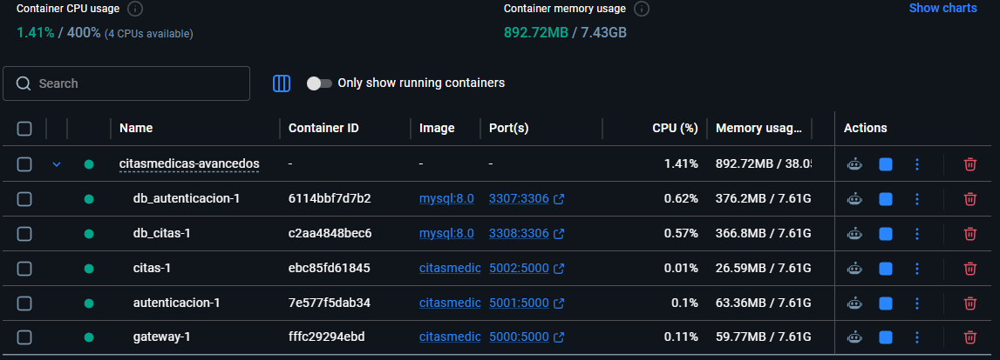 Container CPU usage Container memory usage Show charts
1.41% / 400% (4 CPUs available) 892.72MB / 7.43GB
Search Only show running containers
Name Container ID Image Port(s) CPU (%) Memory usag... Actions
citasmedicas-avancedos - - - 1.41% 892.72MB / 38.05
db_autenticacion-1 6114bbf7d7b2 mysql:8.0 3307:3306 0.62% 376.2MB / 7.61G
db_citas-1 c2aa4848bec6 mysql:8.0 3308:3306 0.57% 366.8MB / 7.61G
citas-1 ebc85fd61845 citasmedic 5002:5000 0.01% 26.59MB / 7.61G
autenticacion-1 7e577f5dab34 citasmedic 5001:5000 0.1% 63.36MB / 7.61G
gateway-1 fffc29294ebd citasmedic 5000:5000 0.11% 59.77MB / 7.61G